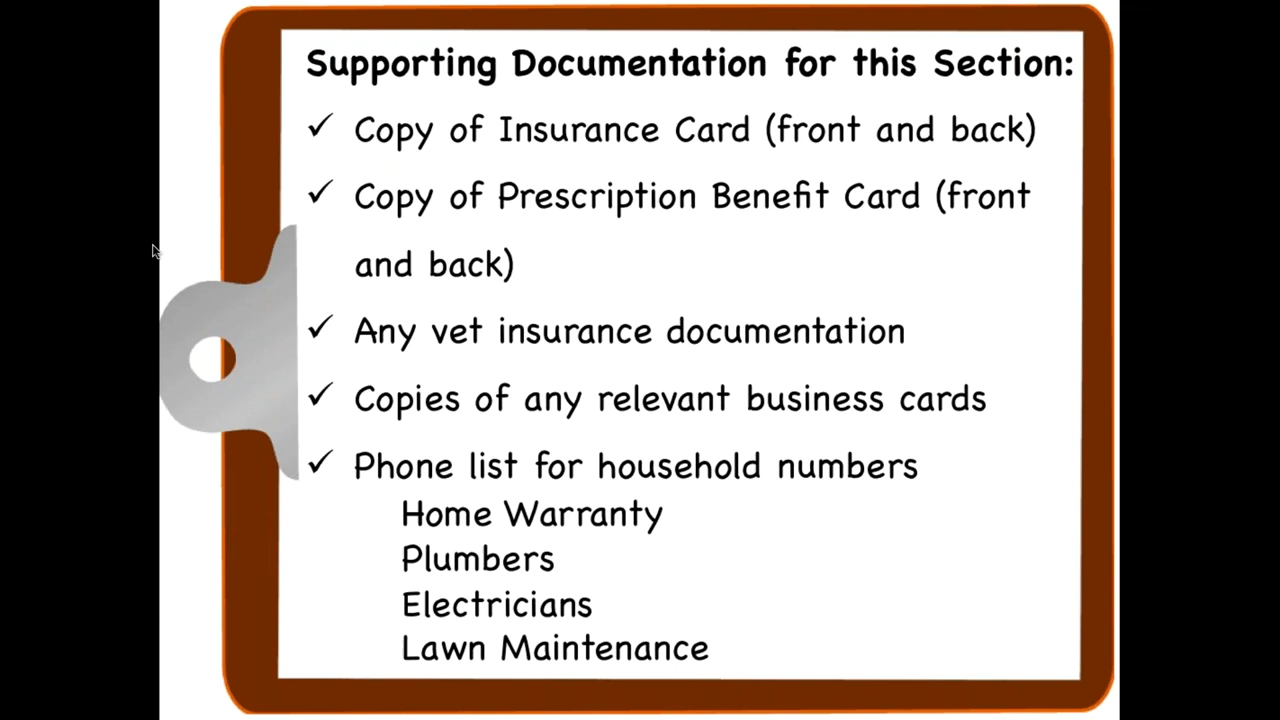 Supporting Documentation for this Section:
✓ Copy of Insurance Card (front and back)
✓ Copy of Prescription Benefit Card (front
and back)
✓ Any vet insurance documentation
✓ Copies of any relevant business cards
✓ Phone list for household numbers
Home Warranty
Plumbers
Electricians
Lawn Maintenance